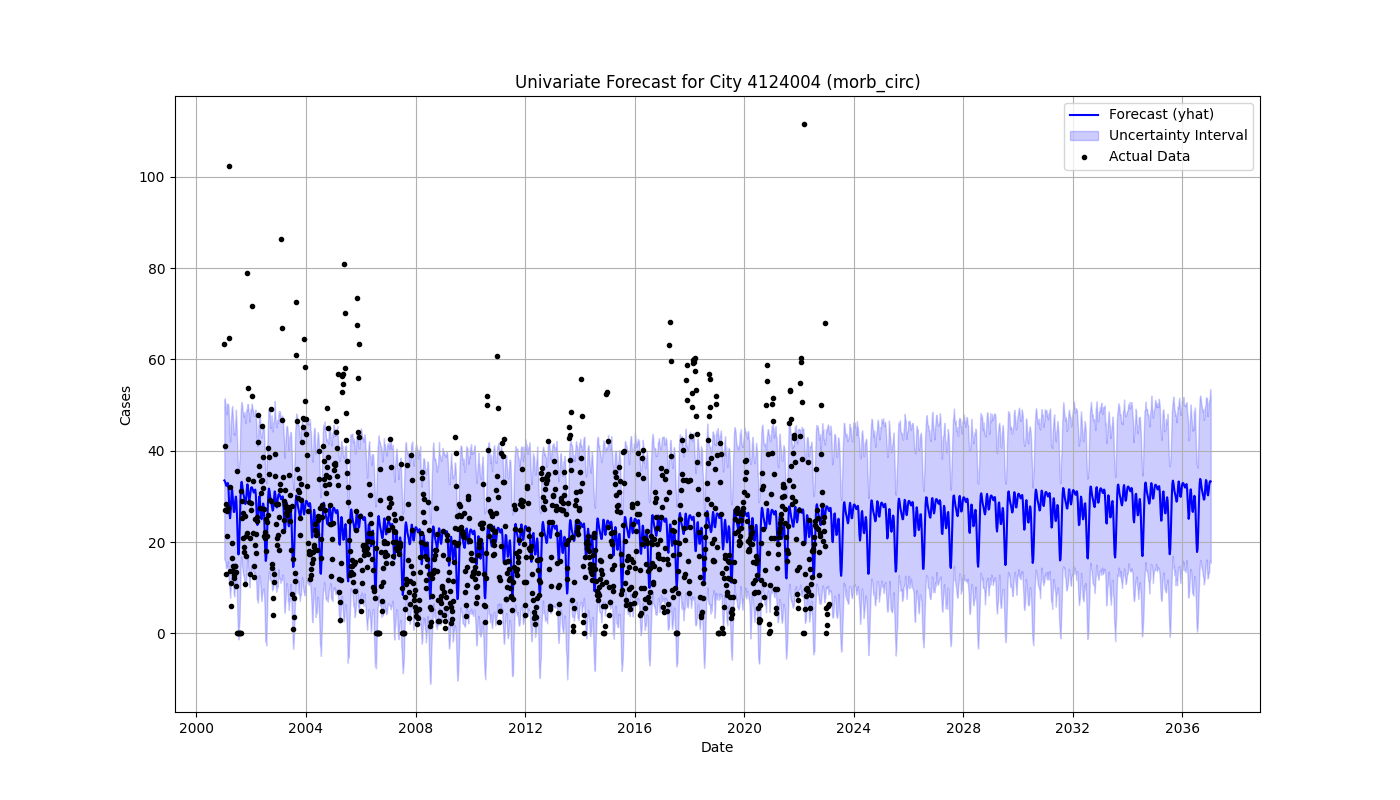 Univariate Forecast for City 4124004 (morb_circ)
Forecast (yhat)
Uncertainty Interval
Actual Data
Cases
100
80
60
40
20
0
2000 2004 2008 2012 2016 2020 2024 2028 2032 2036
Date